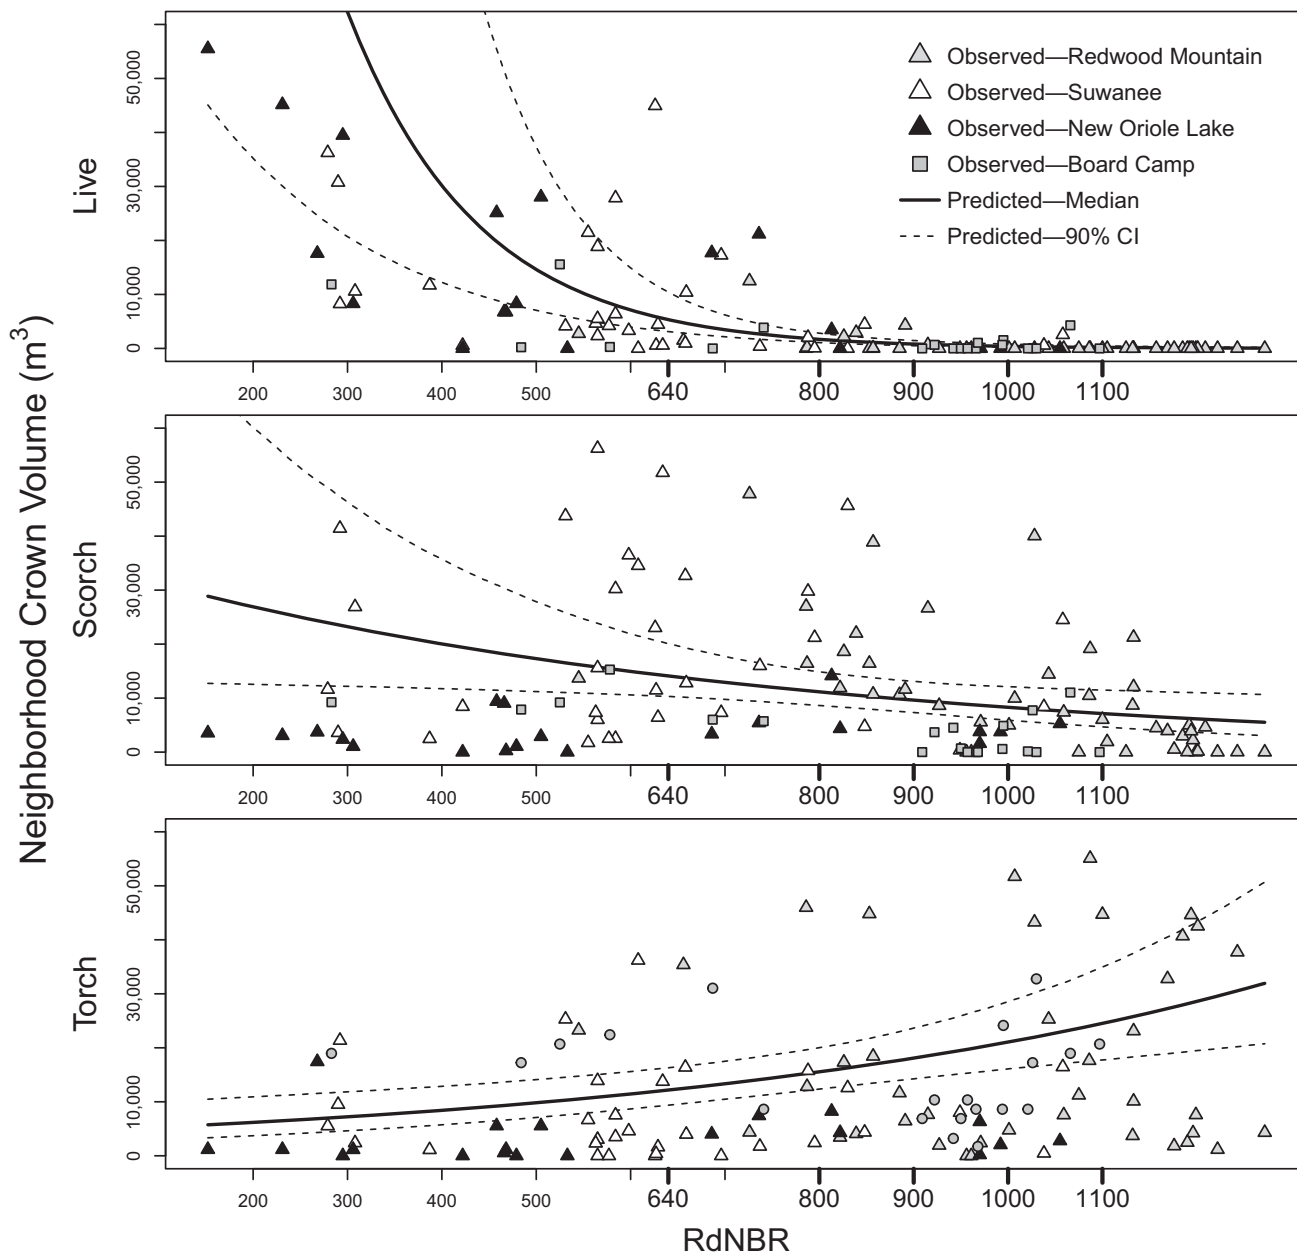 Neighborhood Crown Volume (m³)
Live
50,000
30,000
10,000
0
Observed—Redwood Mountain
Observed—Suwanee
Observed—New Oriole Lake
Observed—Board Camp
Predicted—Median
Predicted—90% CI
200 300 400 500 640 800 900 1000 1100
Scorch
50,000
30,000
10,000
0
200 300 400 500 640 800 900 1000 1100
Torch
50,000
30,000
10,000
0
200 300 400 500 640 800 900 1000 1100
RdNBR